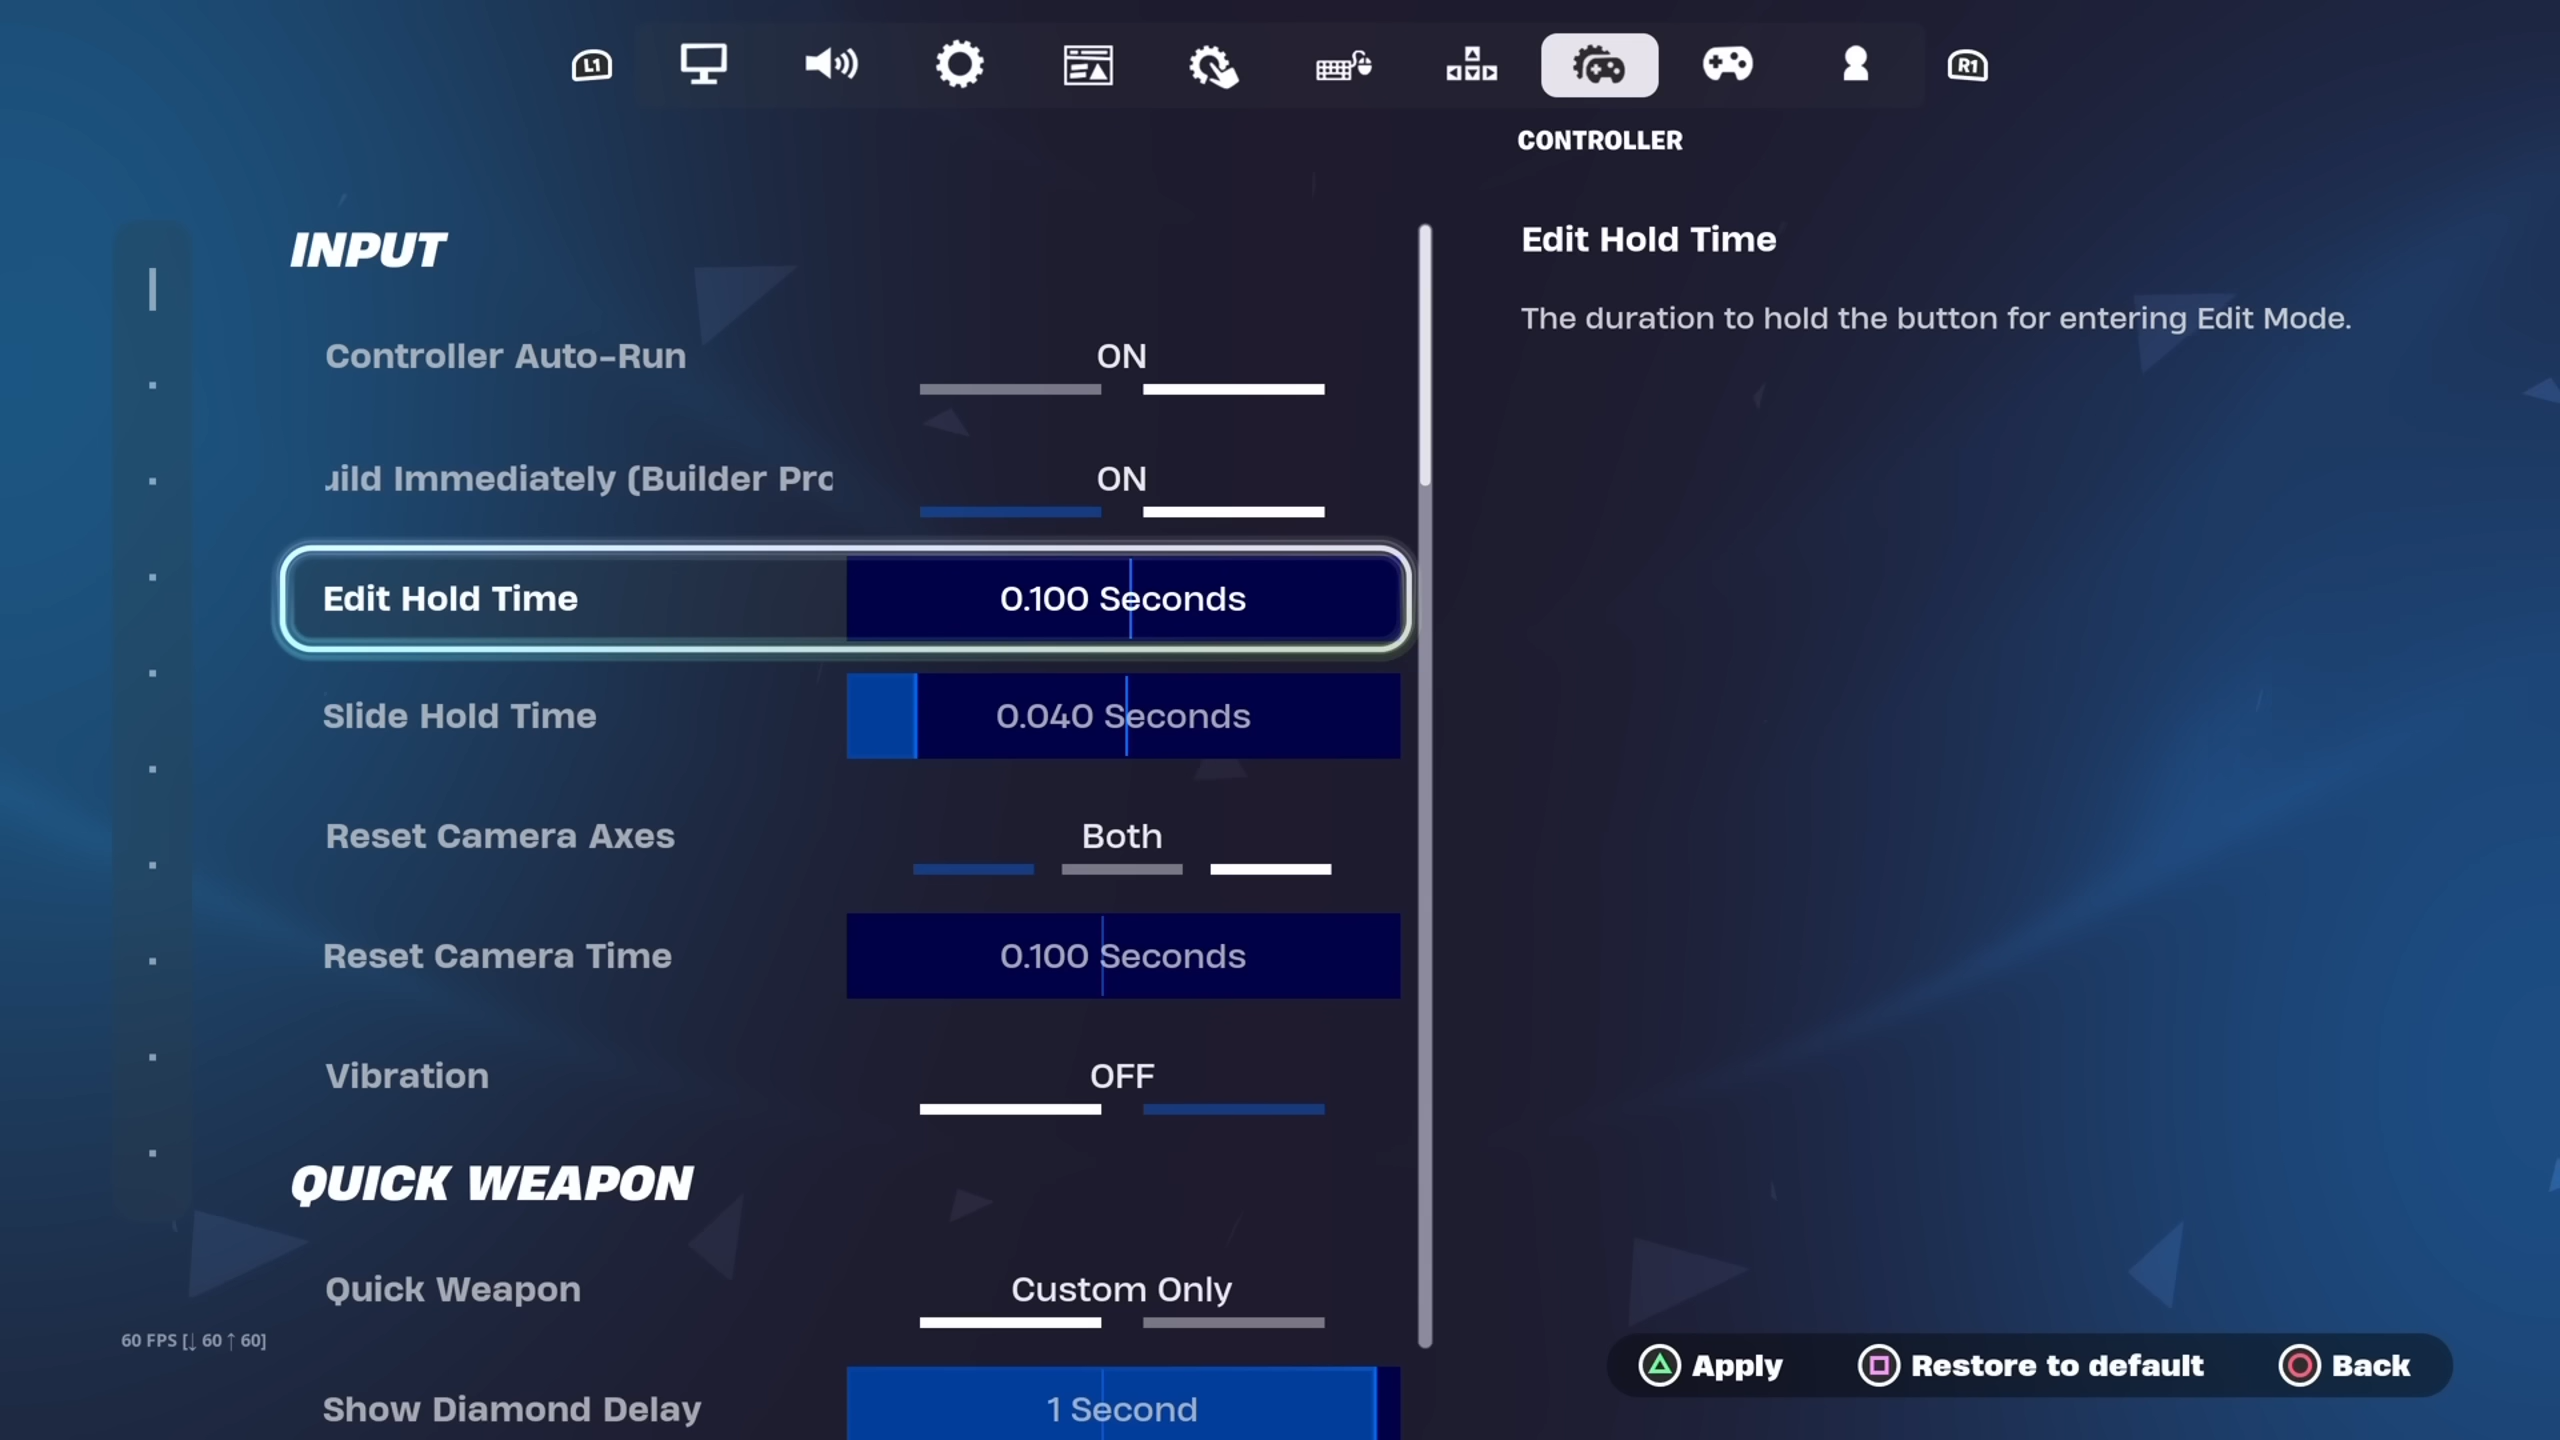 L1
R1
CONTROLLER
INPUT
Edit Hold Time
The duration to hold the button for entering Edit Mode.
Controller Auto-Run
ON
uild Immediately (Builder Pro
ON
Edit Hold Time
0.100 Seconds
Slide Hold Time
0.040 Seconds
Reset Camera Axes
Both
Reset Camera Time
0.100 Seconds
Vibration
OFF
QUICK WEAPON
Quick Weapon
Custom Only
60 FPS [↓ 60 ↑ 60]
Apply
Restore to default
Back
Show Diamond Delay
1 Second